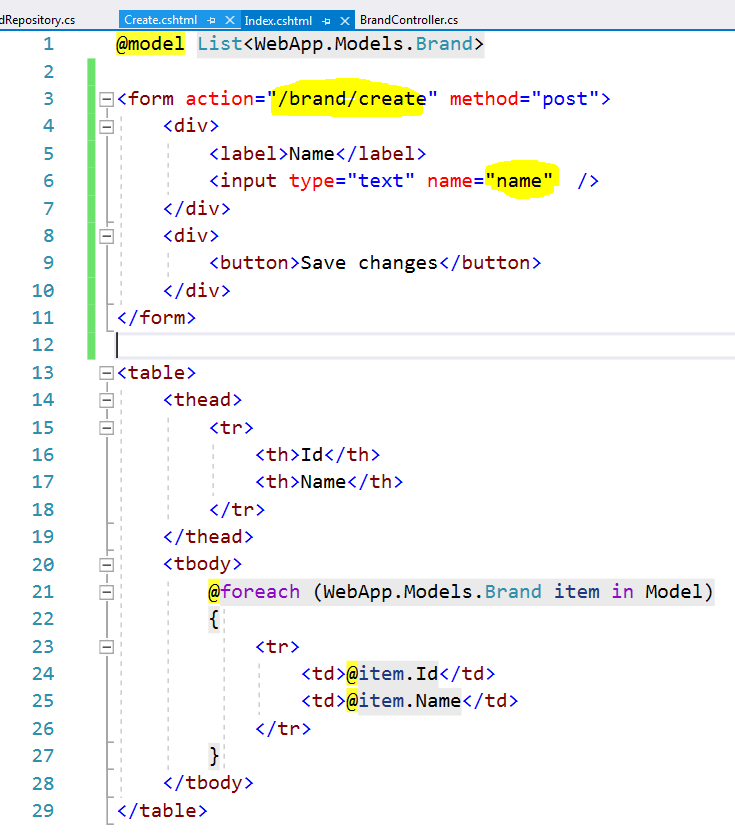 dRepository.cs Create.cshtml Index.cshtml BrandController.cs
1 @model List<WebApp.Models.Brand>
2
3 <form action="/brand/create" method="post">
4 <div>
5 <label>Name</label>
6 <input type="text" name="name" />
7 </div>
8 <div>
9 <button>Save changes</button>
10 </div>
11 </form>
12
13 <table>
14 <thead>
15 <tr>
16 <th>Id</th>
17 <th>Name</th>
18 </tr>
19 </thead>
20 <tbody>
21 @foreach (WebApp.Models.Brand item in Model)
22 {
23 <tr>
24 <td>@item.Id</td>
25 <td>@item.Name</td>
26 </tr>
27 }
28 </tbody>
29 </table>